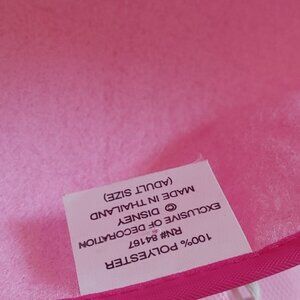 100% POLYESTER
RN# 84167
EXCLUSIVE OF DECORATION
© DISNEY
MADE IN THAILAND
(ADULT SIZE)